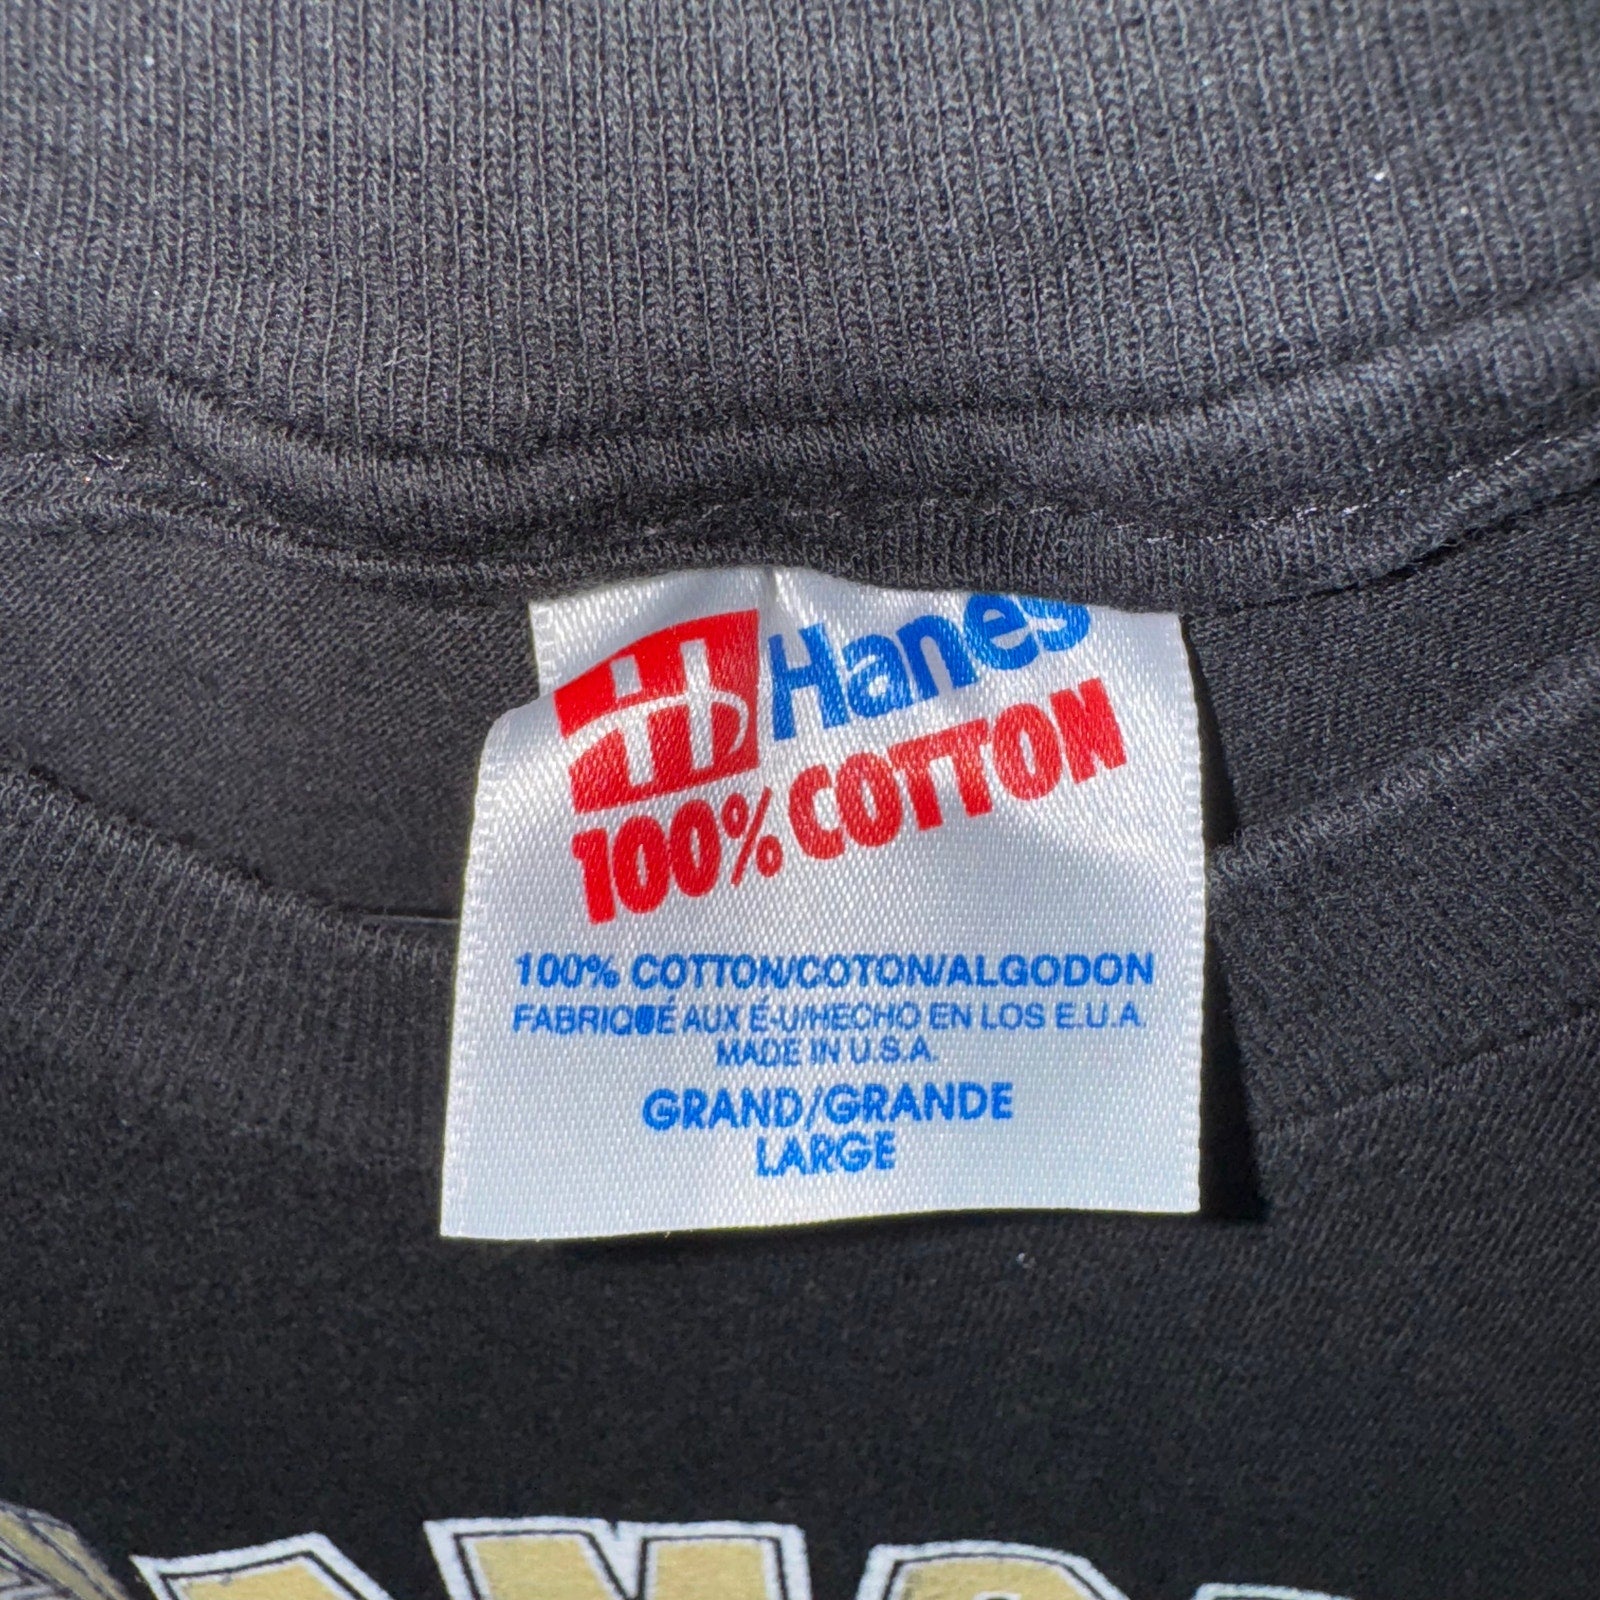 Hanes
100% COTTON
100% COTTON/COTON/ALGODON
FABRIQUÉ AUX É-U/HECHO EN LOS E.U.A.
MADE IN U.S.A.
GRAND/GRANDE
LARGE